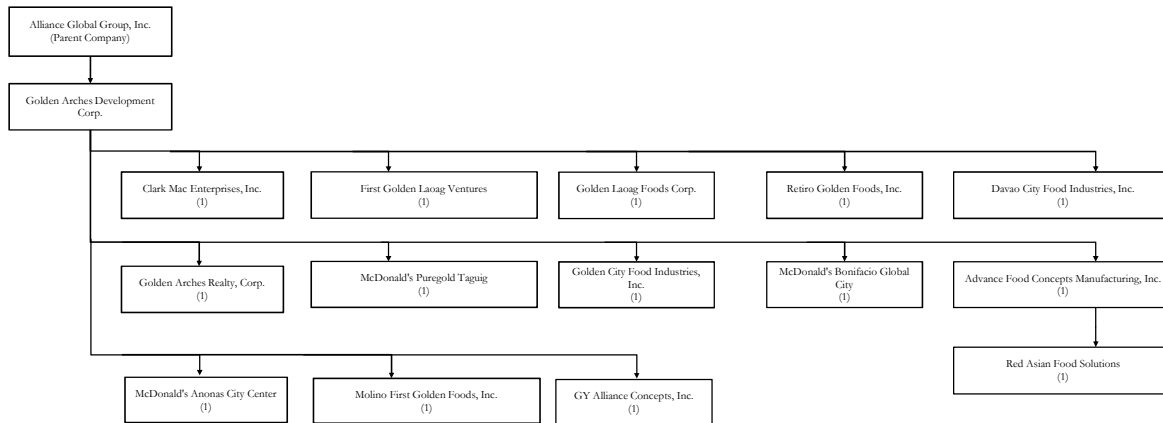 Alliance Global Group, Inc.
(Parent Company)
Golden Arches Development
Corp.
Clark Mac Enterprises, Inc.
(1)
First Golden Laoag Ventures
(1)
Golden Laoag Foods Corp.
(1)
Retiro Golden Foods, Inc.
(1)
Davao City Food Industries, Inc.
(1)
Golden Arches Realty, Corp.
(1)
McDonald's Puregold Taguig
(1)
Golden City Food Industries,
Inc.
(1)
McDonald's Bonifacio Global
City
(1)
Advance Food Concepts Manufacturing, Inc.
(1)
Red Asian Food Solutions
(1)
McDonald's Anonas City Center
(1)
Molino First Golden Foods, Inc.
(1)
GY Alliance Concepts, Inc.
(1)